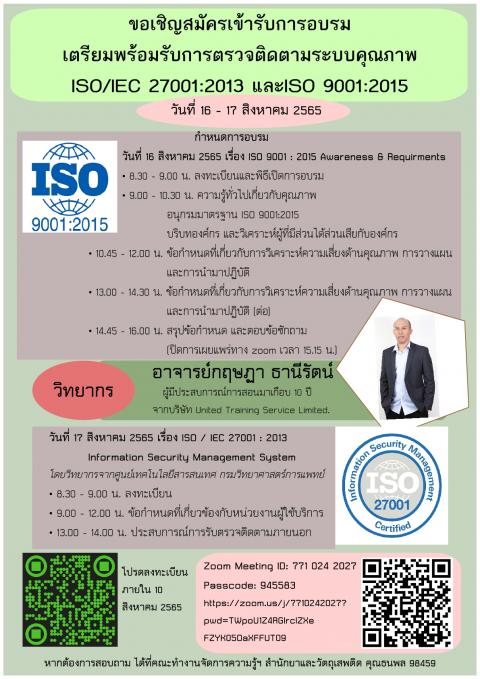 ขอเชิญสมัครเข้ารับการอบรม
เตรียมพร้อมรับการตรวจติดตามระบบคุณภาพ
ISO/IEC 27001:2013 และISO 9001:2015
วันที่ 16 - 17 สิงหาคม 2565
กำหนดการอบรม
วันที่ 16 สิงหาคม 2565 เรื่อง ISO 9001 : 2015 Awareness & Requirments
ISO
9001:2015
• 8.30 - 9.00 น. ลงทะเบียนและพิธีเปิดการอบรม
• 9.00 - 10.30 น. ความรู้ทั่วไปเกี่ยวกับคุณภาพ
อนุกรมมาตรฐาน ISO 9001:2015
บริบทองค์กร และวิเคราะห์ผู้ที่มีส่วนได้ส่วนเสียกับองค์กร
• 10.45 - 12.00 น. ข้อกำหนดที่เกี่ยวกับการวิเคราะห์ความเสี่ยงด้านคุณภาพ การวางแผน
และการนำมาปฏิบัติ
• 13.00 - 14.30 น. ข้อกำหนดที่เกี่ยวกับการวิเคราะห์ความเสี่ยงด้านคุณภาพ การวางแผน
และการนำมาปฏิบัติ (ต่อ)
• 14.45 - 16.00 น. สรุปข้อกำหนด และตอบข้อซักถาม
(ปิดการเผยแพร่ทาง zoom เวลา 15.15 น.)
วิทยากร
อาจารย์กฤษฏา ธานีรัตน์
ผู้มีประสบการณ์การสอนมาเกือบ 10 ปี
จากบริษัท United Training Service Limited.
วันที่ 17 สิงหาคม 2565 เรื่อง ISO / IEC 27001 : 2013
Information Security Management System
โดยวิทยากรจากศูนย์เทคโนโลยีสารสนเทศ กรมวิทยาศาสตร์การแพทย์
• 8.30 - 9.00 น. ลงทะเบียน
• 9.00 - 12.00 น. ข้อกำหนดที่เกี่ยวข้องกับหน่วยงานผู้ใช้บริการ
• 13.00 - 14.00 น. ประสบการณ์การรับตรวจติดตามภายนอก
Information Security Management
ISO
27001
Certified
โปรดลงทะเบียน
ภายใน 10
สิงหาคม 2565
Zoom Meeting ID: 771 024 2027
Passcode: 945583
https://zoom.us/j/7710242027?
pwd=TWpoU1Z4RGlrclZXe
FZYK05OaXFFUT09
หากต้องการสอบถาม ได้ที่คณะทำงานจัดการความรู้ฯ สำนักยาและวัตถุเสพติด คุณธนพล 98459